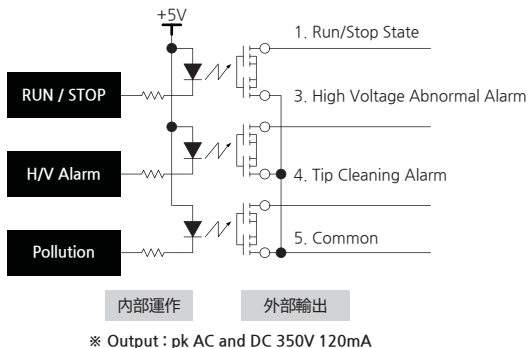 +5V
1. Run/Stop State
RUN / STOP
3. High Voltage Abnormal Alarm
H/V Alarm
4. Tip Cleaning Alarm
5. Common
Pollution
内部運作
外部輸出
※ Output : pk AC and DC 350V 120mA